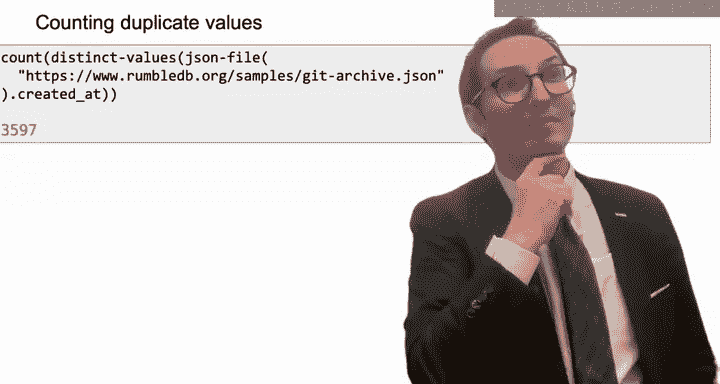 Counting duplicate values
count(distinct-values(json-file(
"https://www.rumbledb.org/samples/git-archive.json"
).created_at))
3597